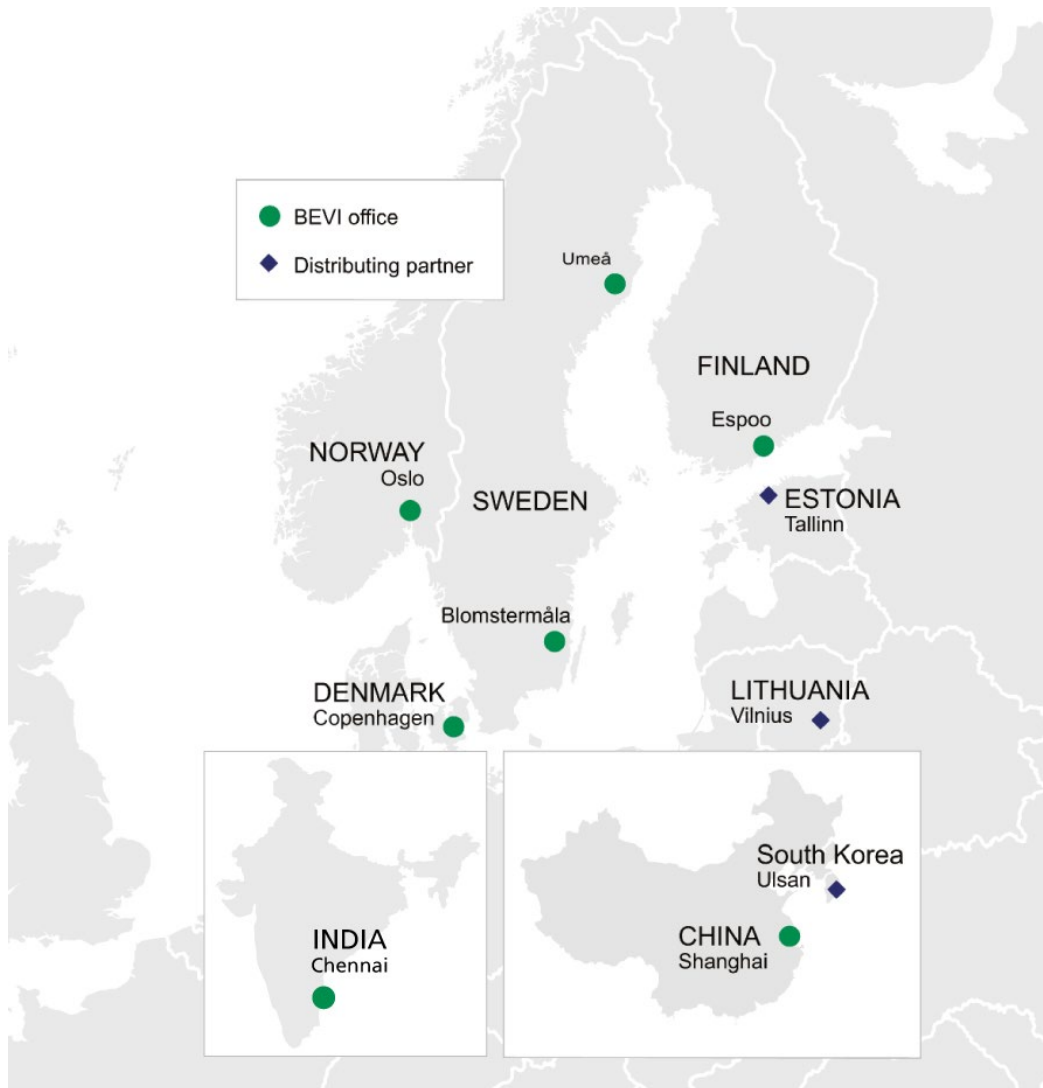 BEVI office
Distributing partner
Umeå
FINLAND
Espoo
NORWAY
Oslo
SWEDEN
ESTONIA
Tallinn
Blomstermåla
DENMARK
Copenhagen
LITHUANIA
Vilnius
INDIA
Chennai
South Korea
Ulsan
CHINA
Shanghai